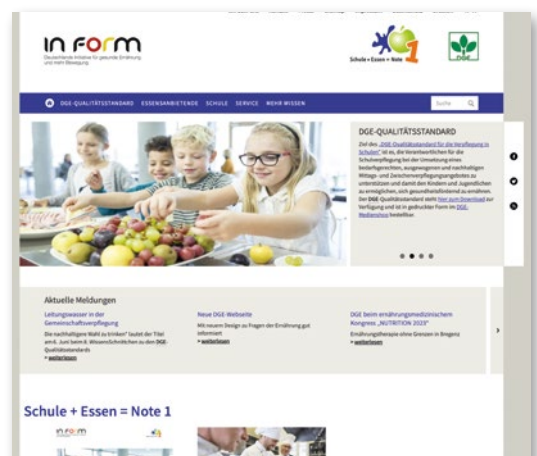 IN FORM
Deutschlands Initiative für gesunde Ernährung
und mehr Bewegung
Schule + Essen = Note 1
DGE
DGE-QUALITÄTSSTANDARD ESSENSANBIETENDE SCHULE SERVICE MEHR WISSEN
Suche
DGE-QUALITÄTSSTANDARD
Ziel des „DGE-Qualitätsstandard für die Verpflegung in
Schulen“ ist es, die Verantwortlichen für die
Schulverpflegung bei der Umsetzung eines
bedarfsgerechten, ausgewogenen und nachhaltigen
Mittags- und Zwischenverpflegungsangebotes zu
unterstützen und damit den Kindern und Jugendlichen
zu ermöglichen, sich gesundheitsfördernd zu ernähren.
Der DGE-Qualitätsstandard steht hier zum Download zur
Verfügung und ist in gedruckter Form im DGE-
Medienshop bestellbar.
Aktuelle Meldungen
Leitungswasser in der
Gemeinschaftsverpflegung
Die nachhaltigere Wahl zu trinken" lautet der Titel
am 6. Juni beim 8. WissensSchnittchen zu den DGE-
Qualitätsstandards
» weiterlesen
Neue DGE-Webseite
Mit neuem Design zu Fragen der Ernährung gut
informiert
» weiterlesen
DGE beim ernährungsmedizinischem
Kongress „NUTRITION 2023“
Ernährungstherapie ohne Grenzen in Bregenz
» weiterlesen
Schule + Essen = Note 1
IN FORM